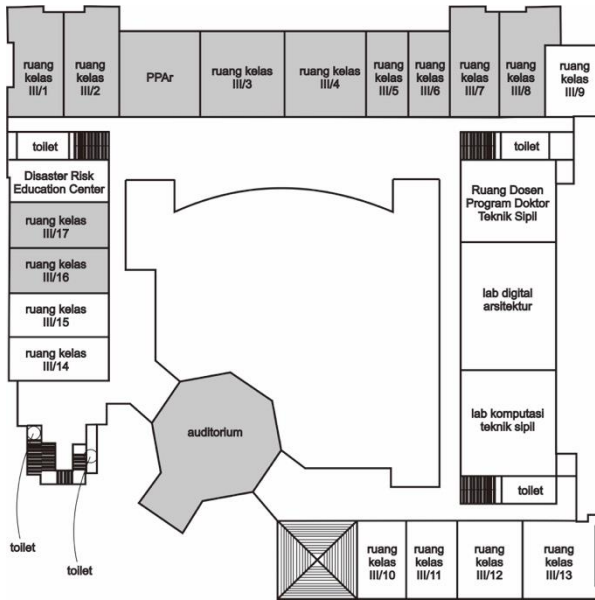 ruang kelas
III/1
ruang kelas
III/2
PPAr
ruang kelas
III/3
ruang kelas
III/4
ruang
kelas
III/5
ruang
kelas
III/6
ruang
kelas
III/7
ruang
kelas
III/8
ruang
kelas
III/9
toilet
Disaster Risk
Education Center
ruang kelas
III/17
ruang kelas
III/16
ruang kelas
III/15
ruang kelas
III/14
toilet
Ruang Dosen
Program Doktor
Teknik Sipil
lab digital
arsitektur
lab komputasi
teknik sipil
toilet
auditorium
toilet
toilet
ruang
kelas
III/10
ruang
kelas
III/11
ruang
kelas
III/12
ruang
kelas
III/13